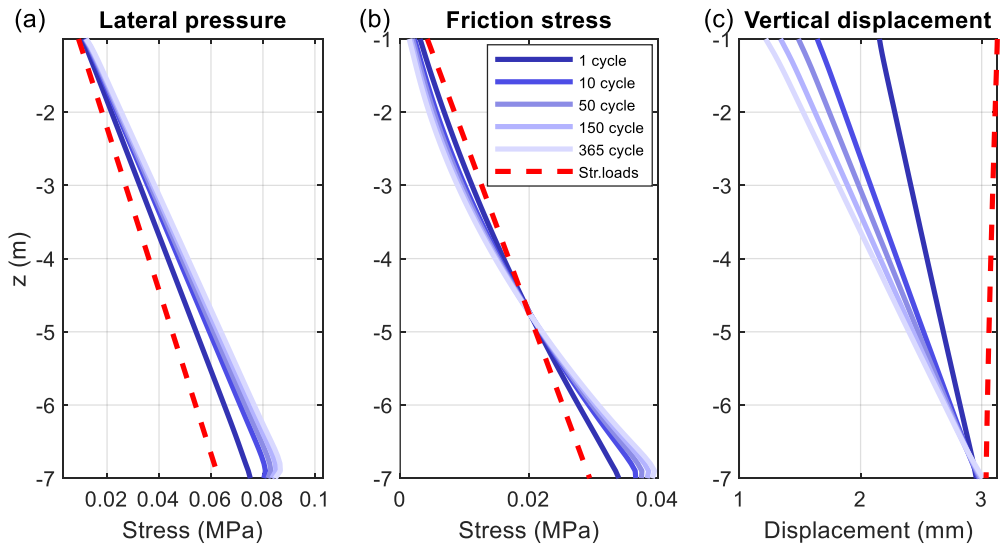 (a) Lateral pressure
(b) Friction stress
(c) Vertical displacement
z (m)
-1
-2
-3
-4
-5
-6
-7
0.02 0.04 0.06 0.08 0.1
Stress (MPa)
-1
-2
-3
-4
-5
-6
-7
0 0.02 0.04
Stress (MPa)
1 cycle
10 cycle
50 cycle
150 cycle
365 cycle
Str.loads
-1
-2
-3
-4
-5
-6
-7
1 2 3
Displacement (mm)